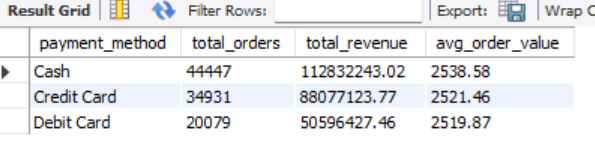 Result Grid Filter Rows: Export: Wrap C
payment_method total_orders total_revenue avg_order_value
Cash 44447 112832243.02 2538.58
Credit Card 34931 88077123.77 2521.46
Debit Card 20079 50596427.46 2519.87